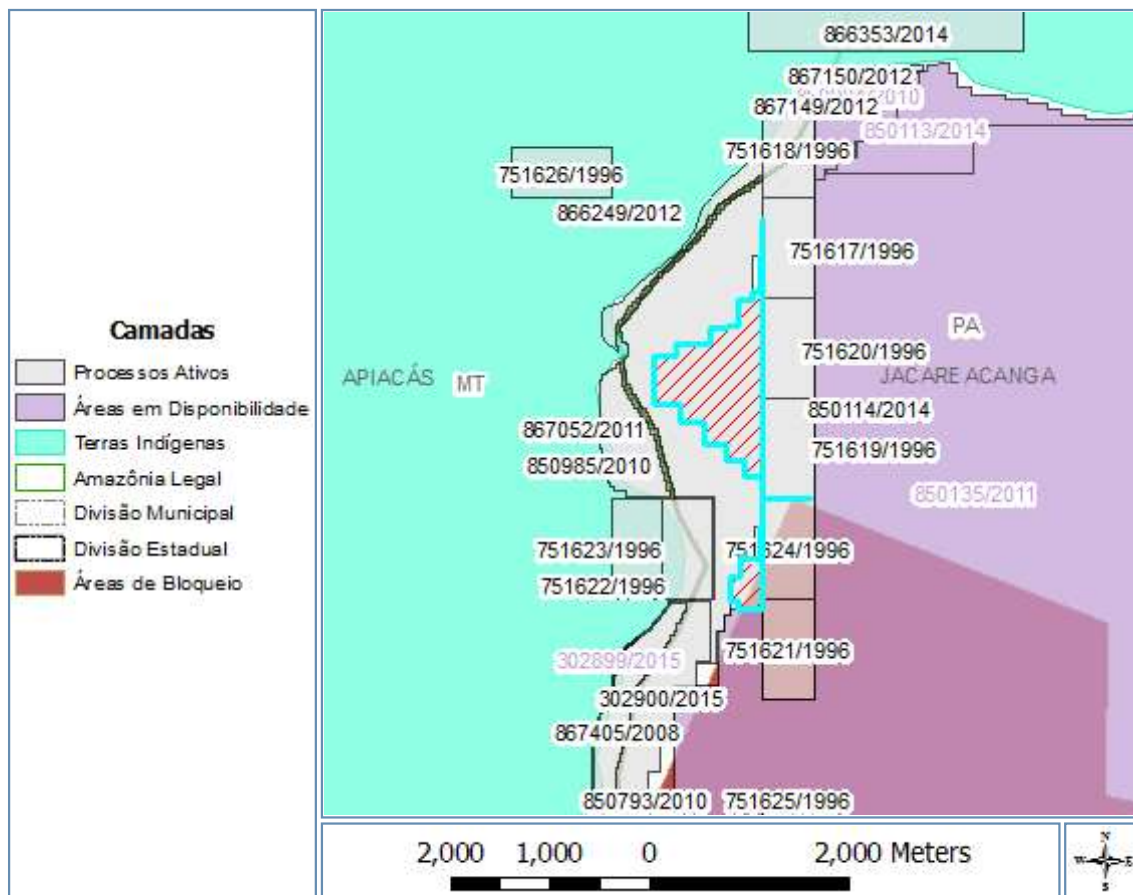 Camadas
Processos Ativos
Áreas em Disponibilidade
Terras Indígenas
Amazônia Legal
Divisão Municipal
Divisão Estadual
Áreas de Bloqueio
866353/2014
867150/2012
867149/2012
850113/2014
751618/1996
751626/1996
866249/2012
751617/1996
PA
751620/1996
APIACÁS
MT
JACAREACANGA
850114/2014
867052/2011
751619/1996
850985/2010
850135/2011
751623/1996
751624/1996
751622/1996
302899/2015
751621/1996
302900/2015
867405/2008
850793/2010
751625/1996
2,000 1,000 0 2,000 Meters
N
W E
S